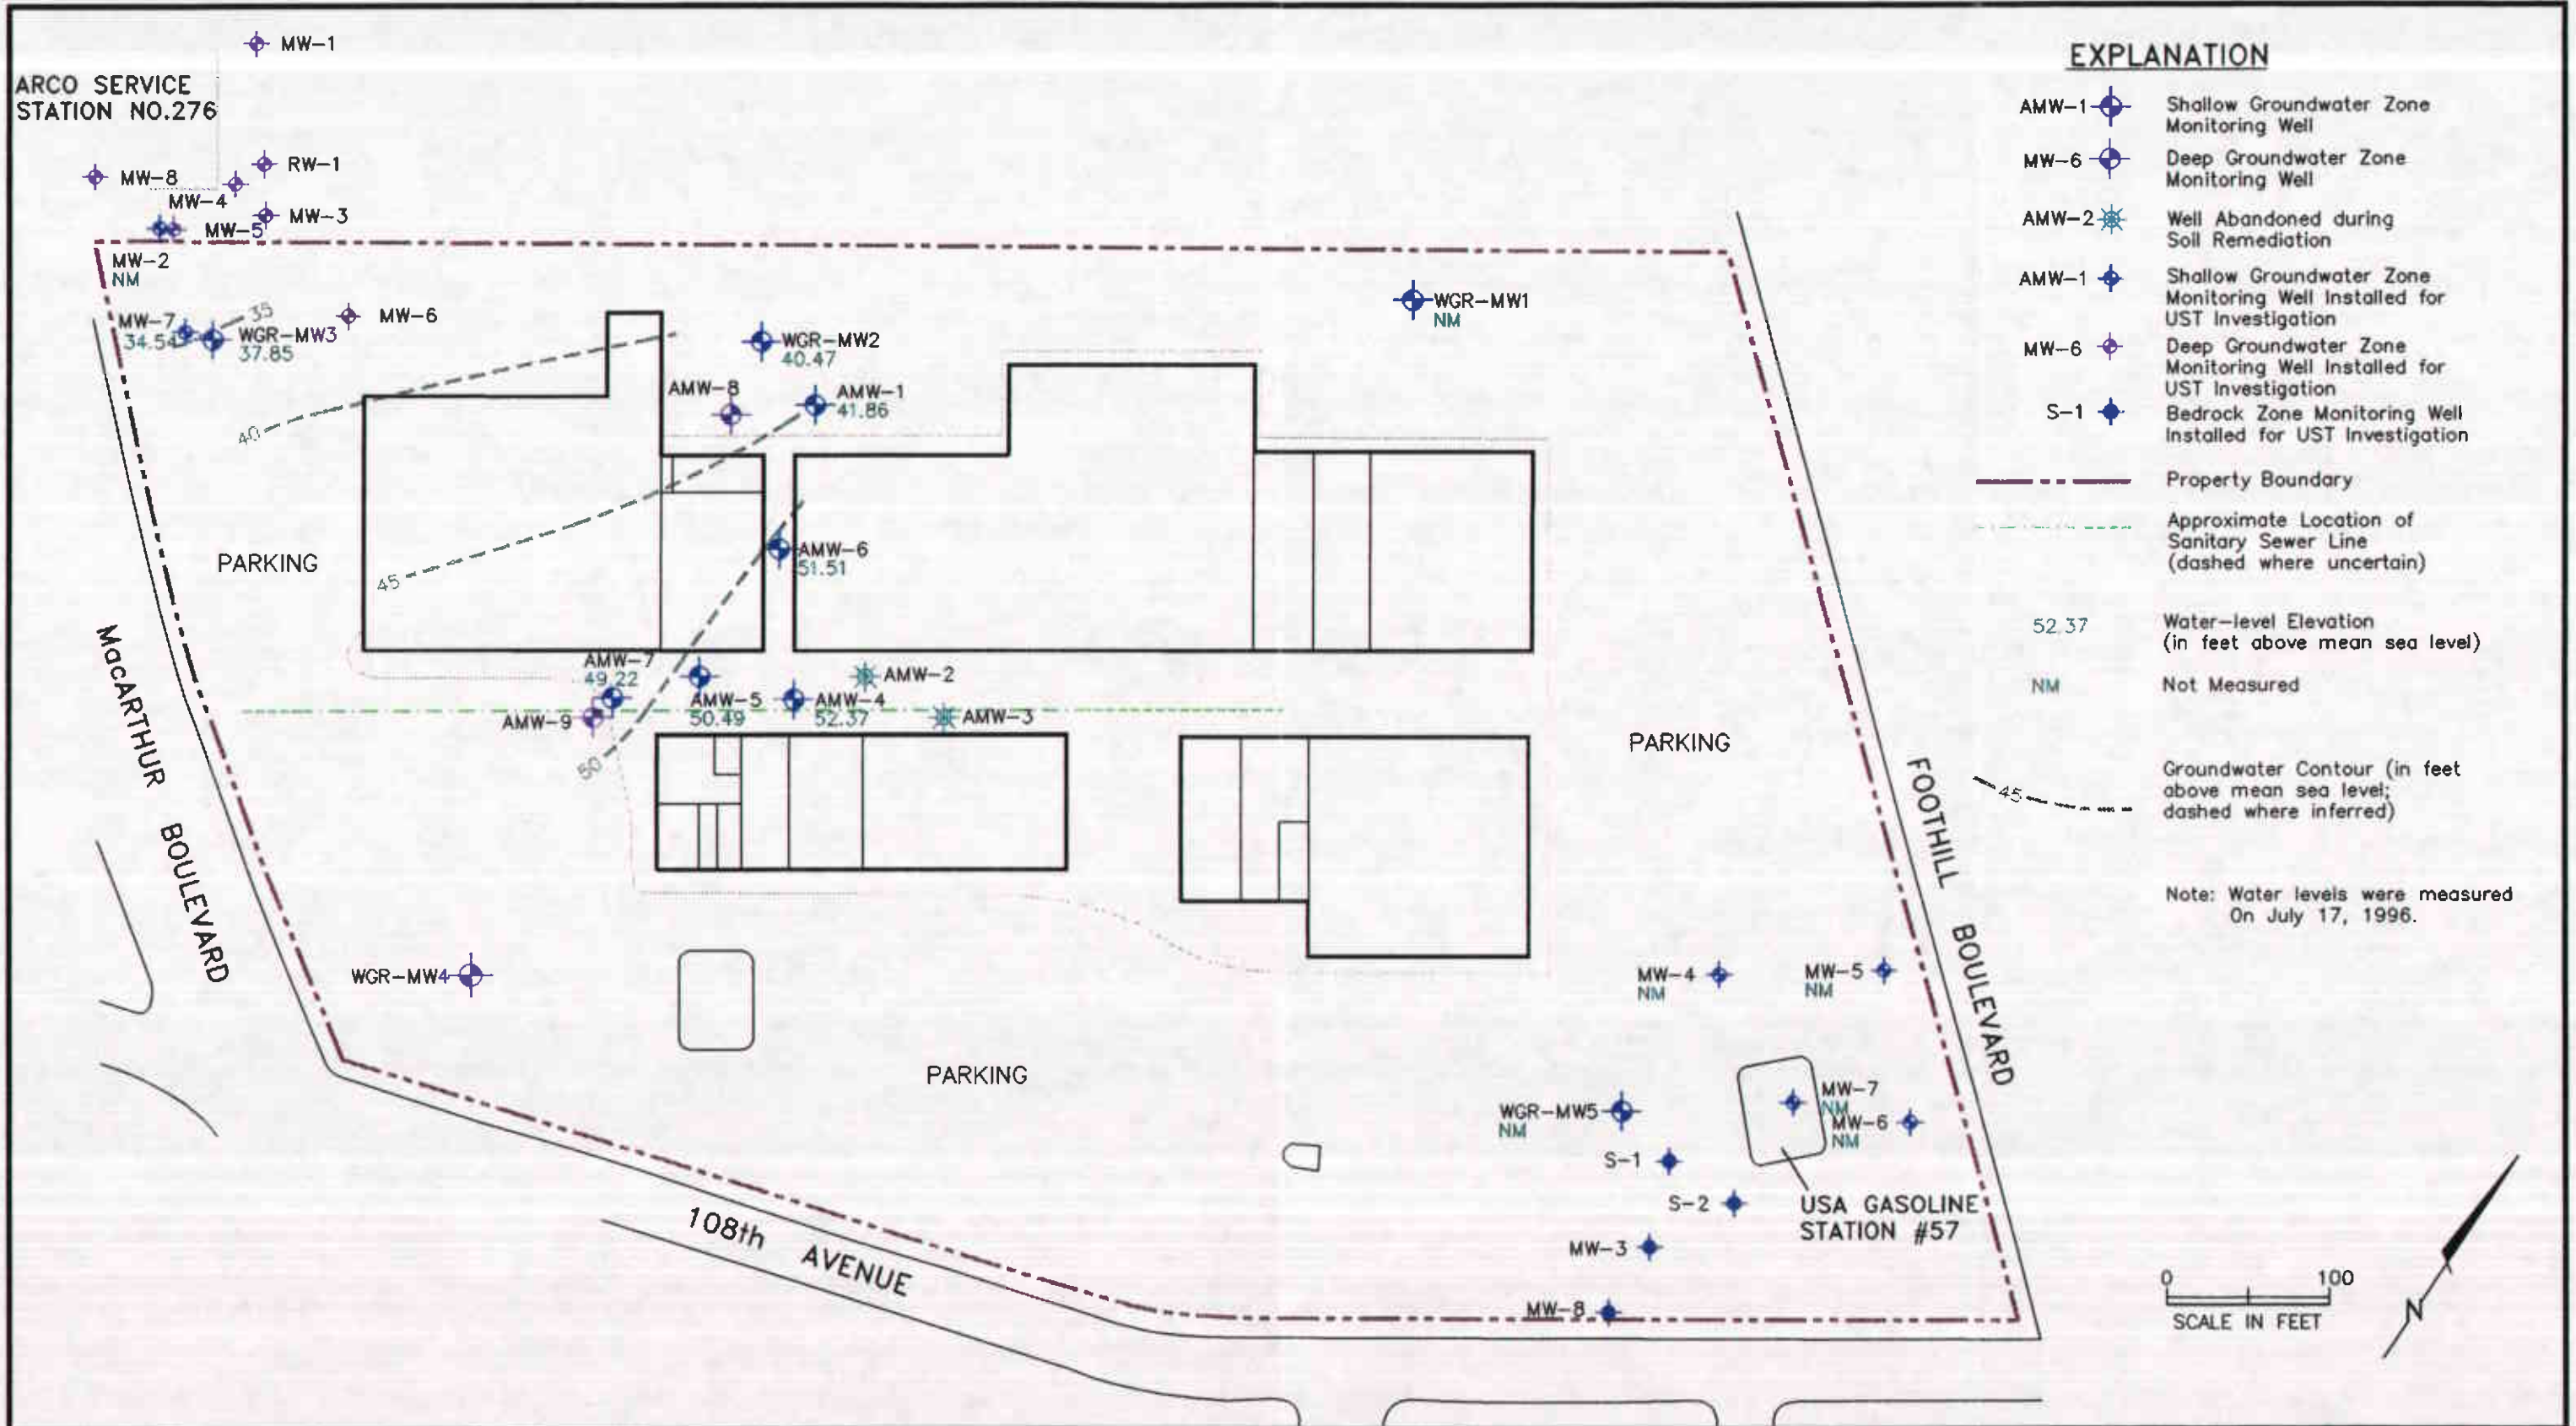 MW-1
ARCO SERVICE
STATION NO.276
RW-1
MW-8
MW-4
MW-3
MW-5
MW-2
NM
35
MW-7
34.54
WGR-MW3
37.85
MW-6
WGR-MW2
40.47
WGR-MW1
NM
AMW-8
AMW-1
41.86
40
45
PARKING
AMW-6
51.51
AMW-7
49.22
AMW-2
AMW-5
50.49
AMW-4
52.37
AMW-3
AMW-9
50
PARKING
MacARTHUR BOULEVARD
FOOTHILL BOULEVARD
WGR-MW4
MW-4
NM
MW-5
NM
PARKING
MW-7
NM
WGR-MW5
NM
MW-6
NM
S-1
S-2
USA GASOLINE
STATION #57
MW-3
MW-8
108th AVENUE
EXPLANATION
AMW-1 Shallow Groundwater Zone
Monitoring Well
MW-6 Deep Groundwater Zone
Monitoring Well
AMW-2 Well Abandoned during
Soil Remediation
AMW-1 Shallow Groundwater Zone
Monitoring Well Installed for
UST Investigation
MW-6 Deep Groundwater Zone
Monitoring Well Installed for
UST Investigation
S-1 Bedrock Zone Monitoring Well
Installed for UST Investigation
Property Boundary
Approximate Location of
Sanitary Sewer Line
(dashed where uncertain)
52.37 Water-level Elevation
(in feet above mean sea level)
NM Not Measured
45 Groundwater Contour (in feet
above mean sea level;
dashed where inferred)
Note: Water levels were measured
On July 17, 1996.
0 100
SCALE IN FEET
N